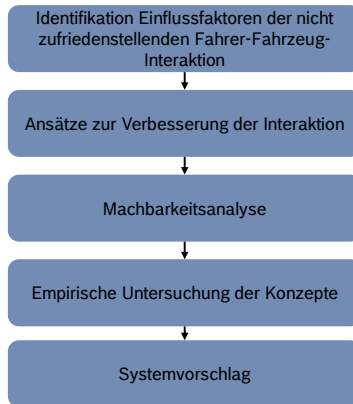 Identifikation Einflussfaktoren der nicht
zufriedenstellenden Fahrer-Fahrzeug-
Interaktion
Ansätze zur Verbesserung der Interaktion
Machbarkeitsanalyse
Empirische Untersuchung der Konzepte
Systemvorschlag